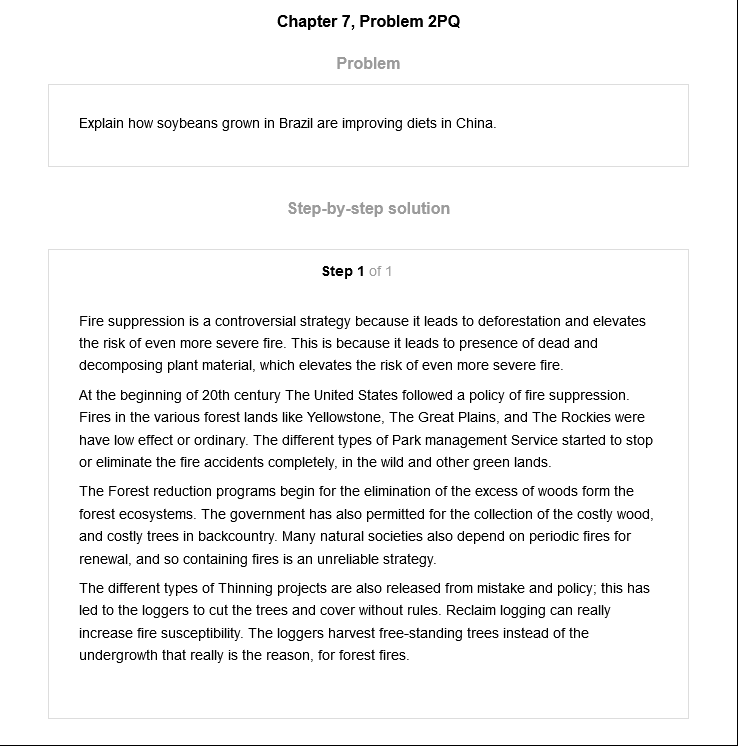 Chapter 7, Problem 2PQ
Problem
Explain how soybeans grown in Brazil are improving diets in China.
Step-by-step solution
Step 1 of 1
Fire suppression is a controversial strategy because it leads to deforestation and elevates
the risk of even more severe fire. This is because it leads to presence of dead and
decomposing plant material, which elevates the risk of even more severe fire.
At the beginning of 20th century The United States followed a policy of fire suppression.
Fires in the various forest lands like Yellowstone, The Great Plains, and The Rockies were
have low effect or ordinary. The different types of Park management Service started to stop
or eliminate the fire accidents completely, in the wild and other green lands.
The Forest reduction programs begin for the elimination of the excess of woods form the
forest ecosystems. The government has also permitted for the collection of the costly wood,
and costly trees in backcountry. Many natural societies also depend on periodic fires for
renewal, and so containing fires is an unreliable strategy.
The different types of Thinning projects are also released from mistake and policy; this has
led to the loggers to cut the trees and cover without rules. Reclaim logging can really
increase fire susceptibility. The loggers harvest free-standing trees instead of the
undergrowth that really is the reason, for forest fires.